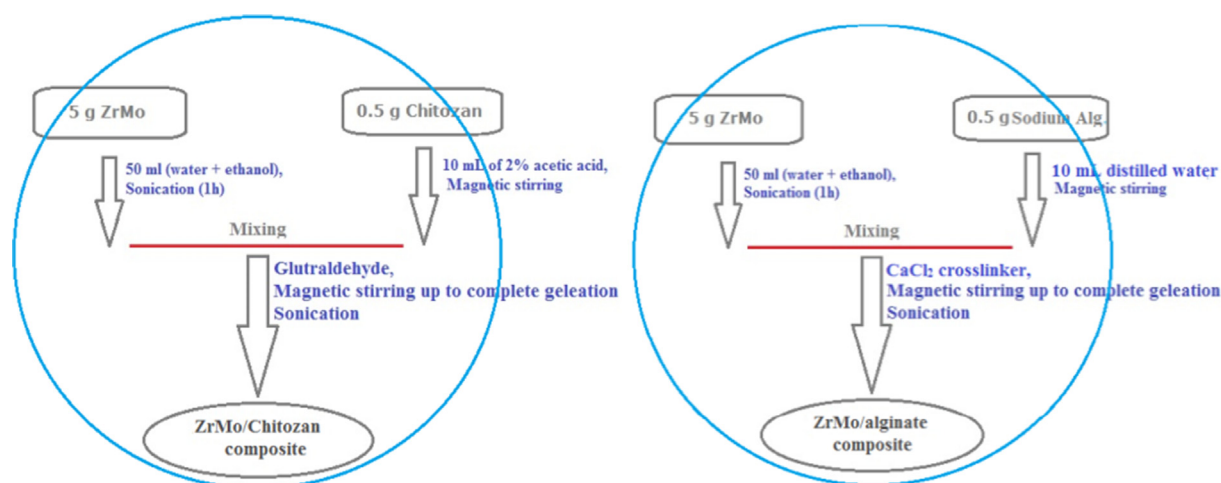 5 g ZrMo
0.5 g Chitozan
50 ml (water + ethanol),
Sonication (1h)
10 mL of 2% acetic acid,
Magnetic stirring
Mixing
Glutraldehyde,
Magnetic stirring up to complete geleation
Sonication
ZrMo/Chitozan
composite
5 g ZrMo
0.5 g Sodium Alg.
50 ml (water + ethanol),
Sonication (1h)
10 mL distilled water
Magnetic stirring
Mixing
CaCl₂ crosslinker,
Magnetic stirring up to complete geleation
Sonication
ZrMo/alginate
composite